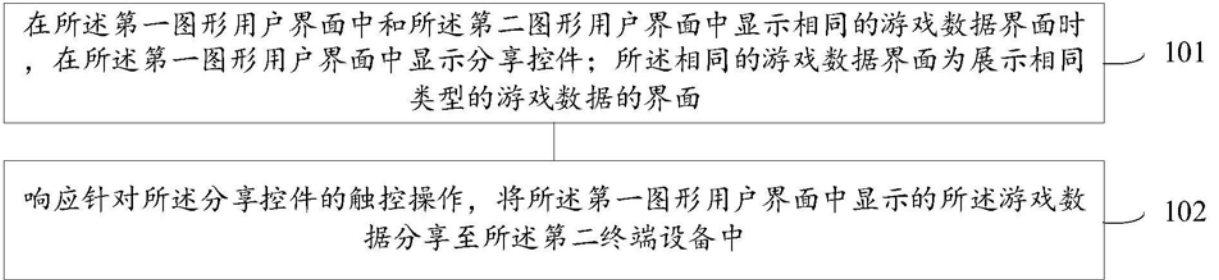 在所述第一图形用户界面中和所述第二图形用户界面中显示相同的游戏数据界面时
，在所述第一图形用户界面中显示分享控件；所述相同的游戏数据界面为展示相同
类型的游戏数据的界面
101
响应针对所述分享控件的触控操作，将所述第一图形用户界面中显示的所述游戏数
据分享至所述第二终端设备中
102